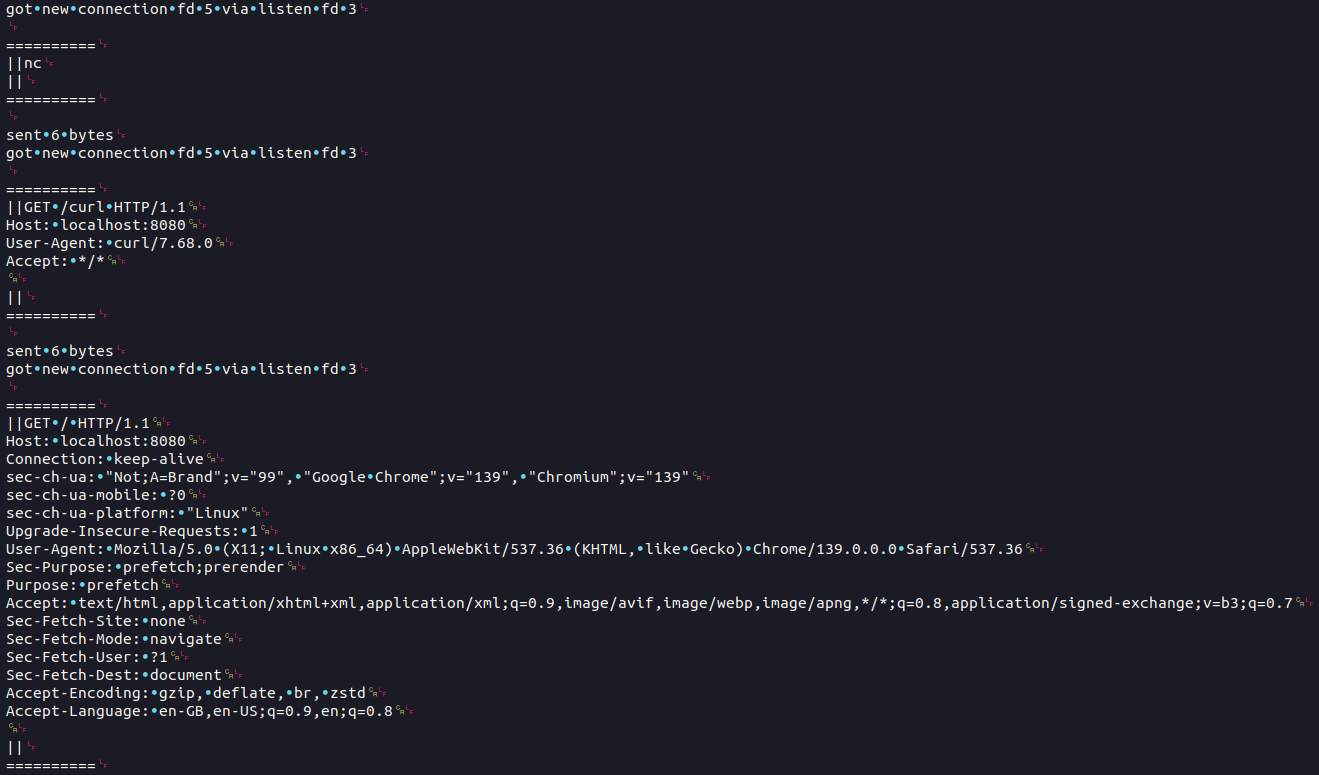 got new connection fd 5 via listen fd 3

==========
||nc
||
==========

sent 6 bytes
got new connection fd 5 via listen fd 3

==========
||GET /curl HTTP/1.1
Host: localhost:8080
User-Agent: curl/7.68.0
Accept: */*

||
==========

sent 6 bytes
got new connection fd 5 via listen fd 3

==========
||GET / HTTP/1.1
Host: localhost:8080
Connection: keep-alive
sec-ch-ua: "Not;A=Brand";v="99", "Google Chrome";v="139", "Chromium";v="139"
sec-ch-ua-mobile: ?0
sec-ch-ua-platform: "Linux"
Upgrade-Insecure-Requests: 1
User-Agent: Mozilla/5.0 (X11; Linux x86_64) AppleWebKit/537.36 (KHTML, like Gecko) Chrome/139.0.0.0 Safari/537.36
Sec-Purpose: prefetch;prerender
Purpose: prefetch
Accept: text/html,application/xhtml+xml,application/xml;q=0.9,image/avif,image/webp,image/apng,*/*;q=0.8,application/signed-exchange;v=b3;q=0.7
Sec-Fetch-Site: none
Sec-Fetch-Mode: navigate
Sec-Fetch-User: ?1
Sec-Fetch-Dest: document
Accept-Encoding: gzip, deflate, br, zstd
Accept-Language: en-GB,en-US;q=0.9,en;q=0.8

||
==========